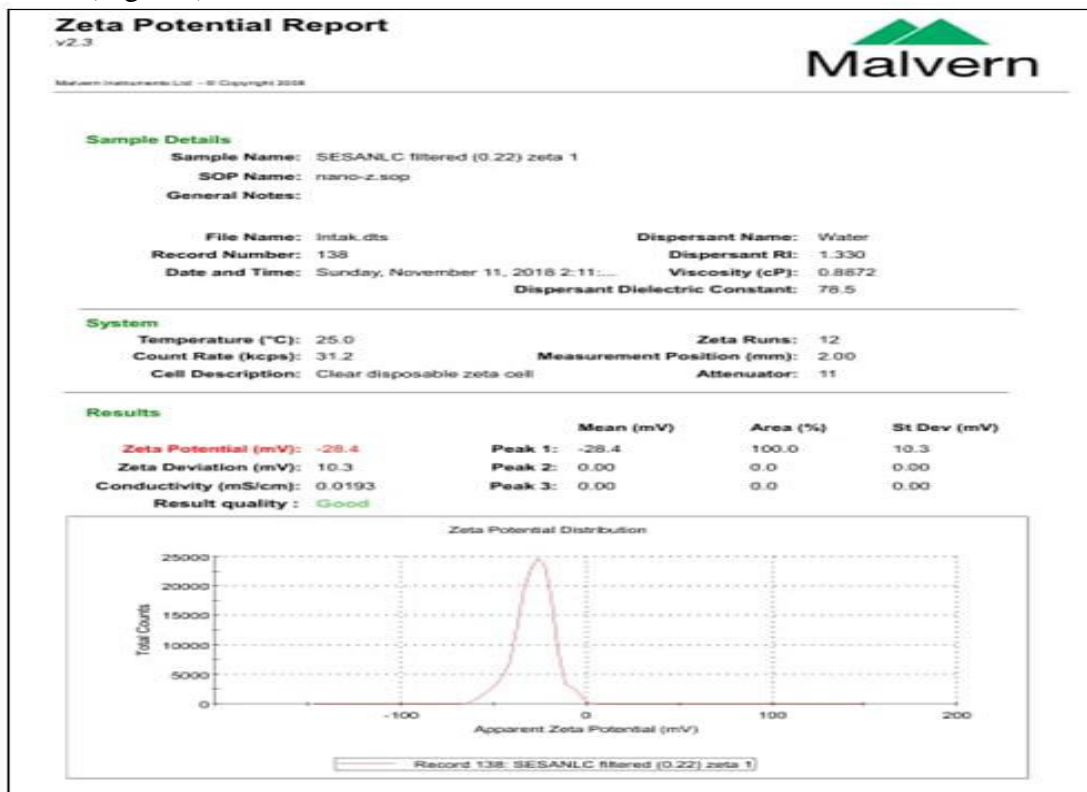 Zeta Potential Report
v2.3
Malvern
Malvern Instruments Ltd - © Copyright 2008
Sample Details
Sample Name: SESANLC filtered (0.22) zeta 1
SOP Name: nano-z.sop
General Notes:
File Name: Intak.dts Dispersant Name: Water
Record Number: 138 Dispersant RI: 1.330
Date and Time: Sunday, November 11, 2018 2:11:... Viscosity (cP): 0.8872
Dispersant Dielectric Constant: 78.5
System
Temperature (°C): 25.0 Zeta Runs: 12
Count Rate (kcps): 31.2 Measurement Position (mm): 2.00
Cell Description: Clear disposable zeta cell Attenuator: 11
Results
Mean (mV) Area (%) St Dev (mV)
Zeta Potential (mV): -28.4 Peak 1: -28.4 100.0 10.3
Zeta Deviation (mV): 10.3 Peak 2: 0.00 0.0 0.00
Conductivity (mS/cm): 0.0193 Peak 3: 0.00 0.0 0.00
Result quality : Good
Zeta Potential Distribution
25000
20000
15000
10000
5000
0
Total Counts
-100 0 100 200
Apparent Zeta Potential (mV)
Record 138: SESANLC filtered (0.22) zeta 1